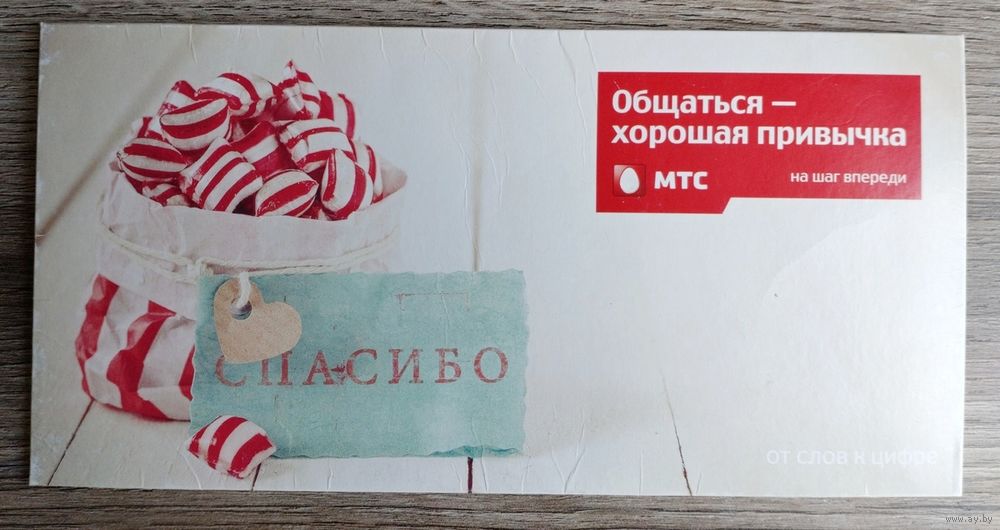 Общаться —
хорошая привычка
МТС
на шаг впереди
СПАСИБО
от слов к цифре
www.ay.by